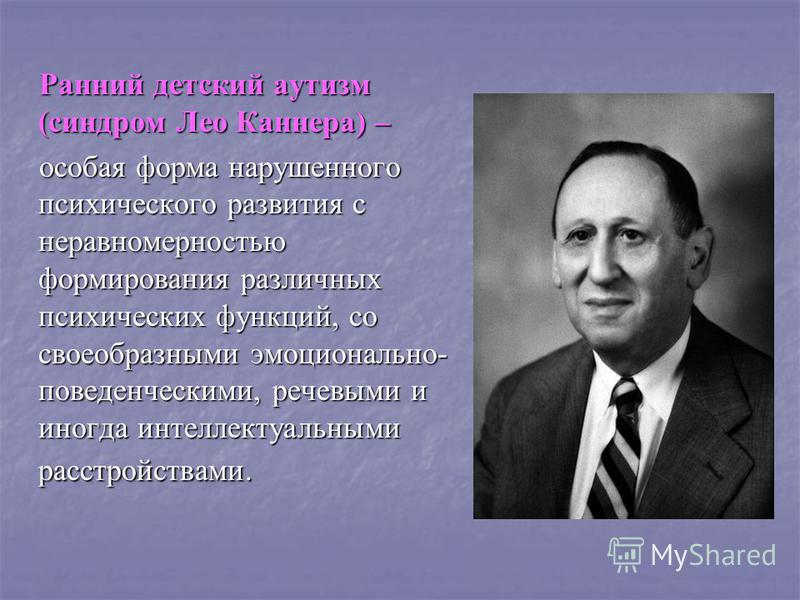 Ранний детский аутизм
(синдром Лео Каннера) –
особая форма нарушенного
психического развития с
неравномерностью
формирования различных
психических функций, со
своеобразными эмоционально-
поведенческими, речевыми и
иногда интеллектуальными
расстройствами.
MyShared